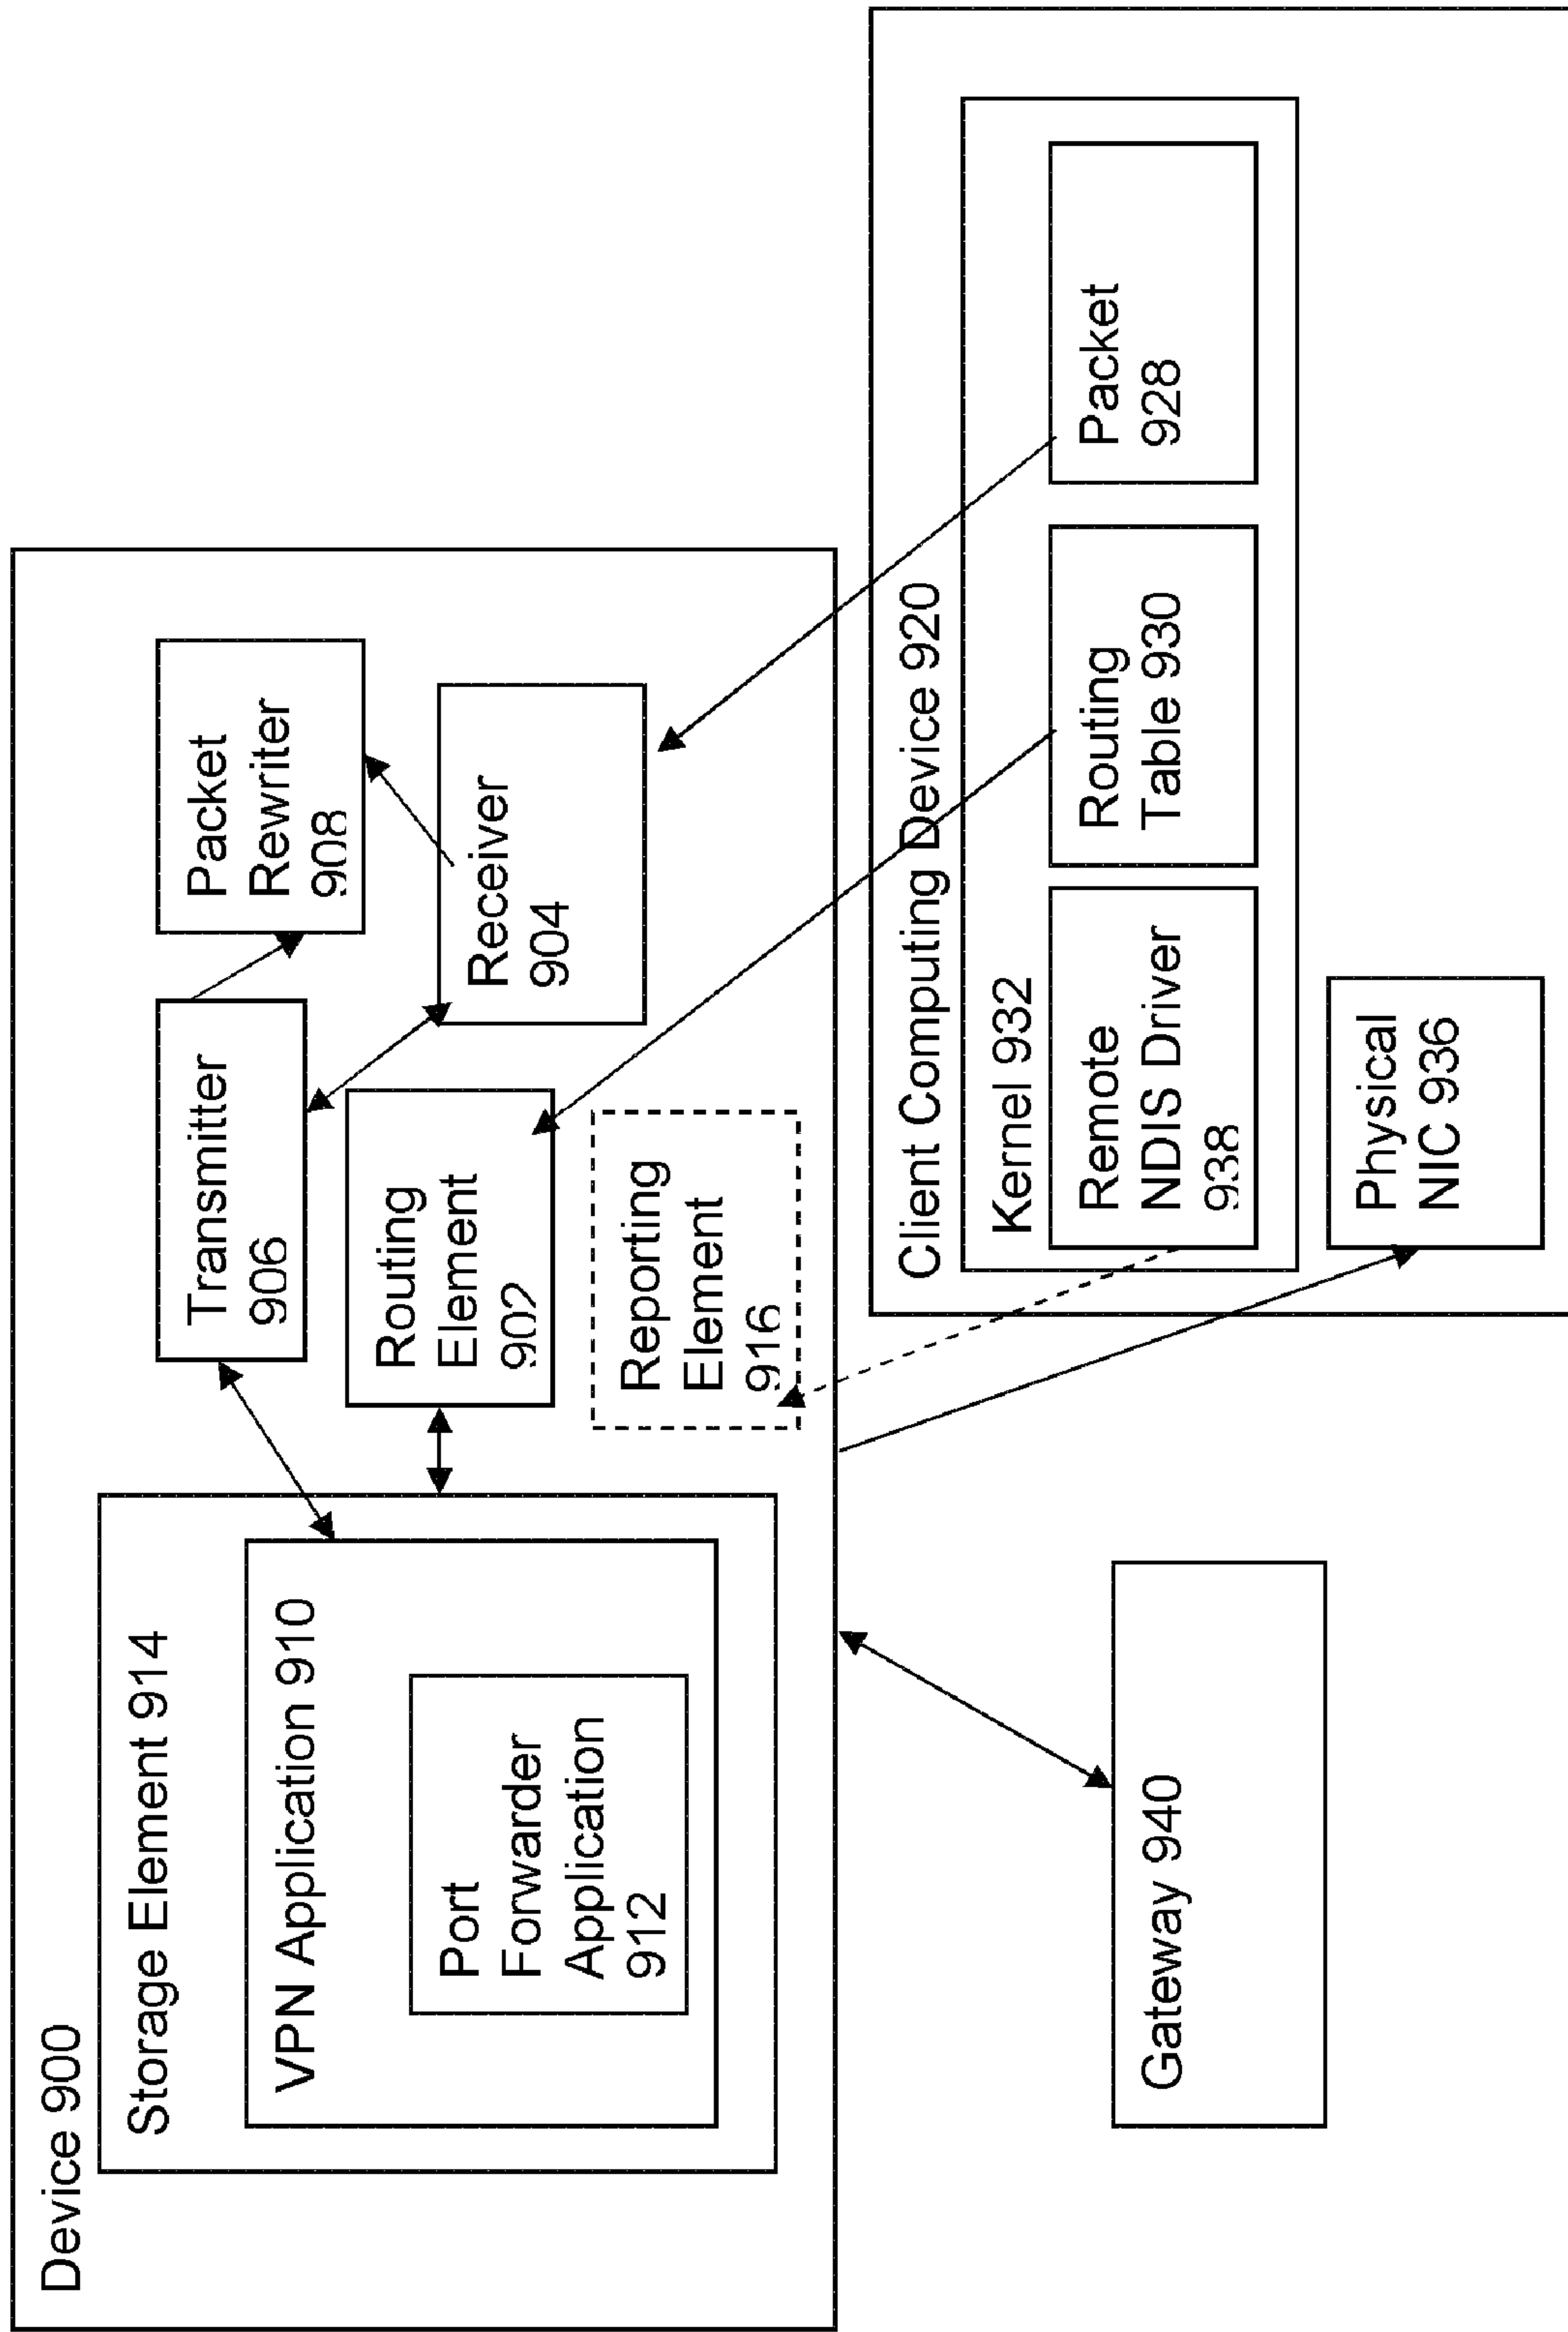 Device 900
Storage Element 914
VPN Application 910
Port
Forwarder
Application
912
Transmitter
906
Packet
Rewriter
908
Routing
Element
902
Receiver
904
Reporting
Element
916
Client Computing Device 920
Kernel 932
Remote
NDIS Driver
938
Routing
Table 930
Packet
928
Physical
NIC 936
Gateway 940